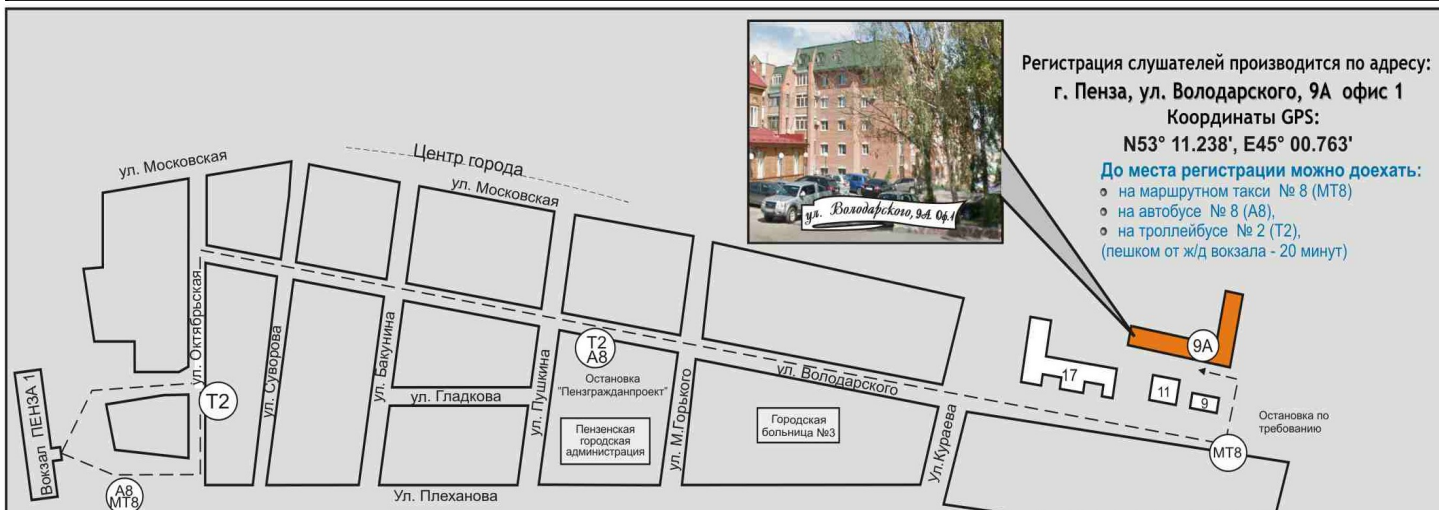 Регистрация слушателей производится по адресу:
г. Пенза, ул. Володарского, 9А офис 1
Координаты GPS:
N53° 11.238', E45° 00.763'
До места регистрации можно доехать:
на маршрутном такси № 8 (МТ8)
на автобусе № 8 (А8),
на троллейбусе № 2 (Т2),
(пешком от ж/д вокзала - 20 минут)
ул. Володарского, 9А Оф.1
Центр города
ул. Московская
ул. Московская
ул. Октябрьская
ул. Суворова
ул. Бакунина
ул. Пушкина
ул. М.Горького
ул. Володарского
Ул.Кураева
ул. Гладкова
Ул. Плеханова
Вокзал ПЕНЗА 1
Т2
А8
МТ8
Т2
А8
Остановка
"Пензгражданпроект"
Пензенская
городская
администрация
Городская
больница №3
17
11
9
9А
Остановка по
требованию
МТ8